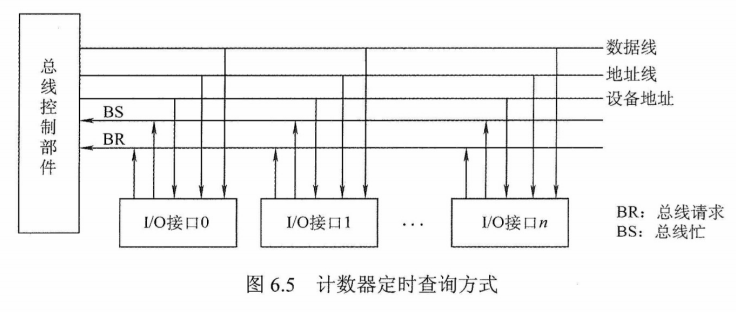 总线控制部件
数据线
地址线
设备地址
BS
BR
I/O接口0
I/O接口1
...
I/O接口n
BR：总线请求
BS：总线忙
图 6.5 计数器定时查询方式